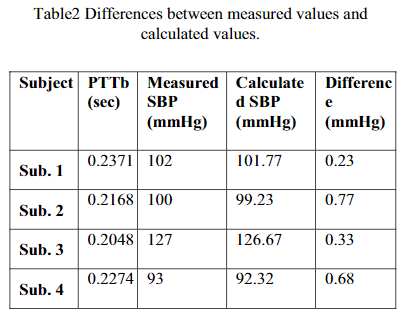 Table2 Differences between measured values and
calculated values.
Subject PTTb Measured Calculate Differenc
(sec) SBP d SBP e
(mmHg) (mmHg) (mmHg)
Sub. 1 0.2371 102 101.77 0.23
Sub. 2 0.2168 100 99.23 0.77
Sub. 3 0.2048 127 126.67 0.33
Sub. 4 0.2274 93 92.32 0.68